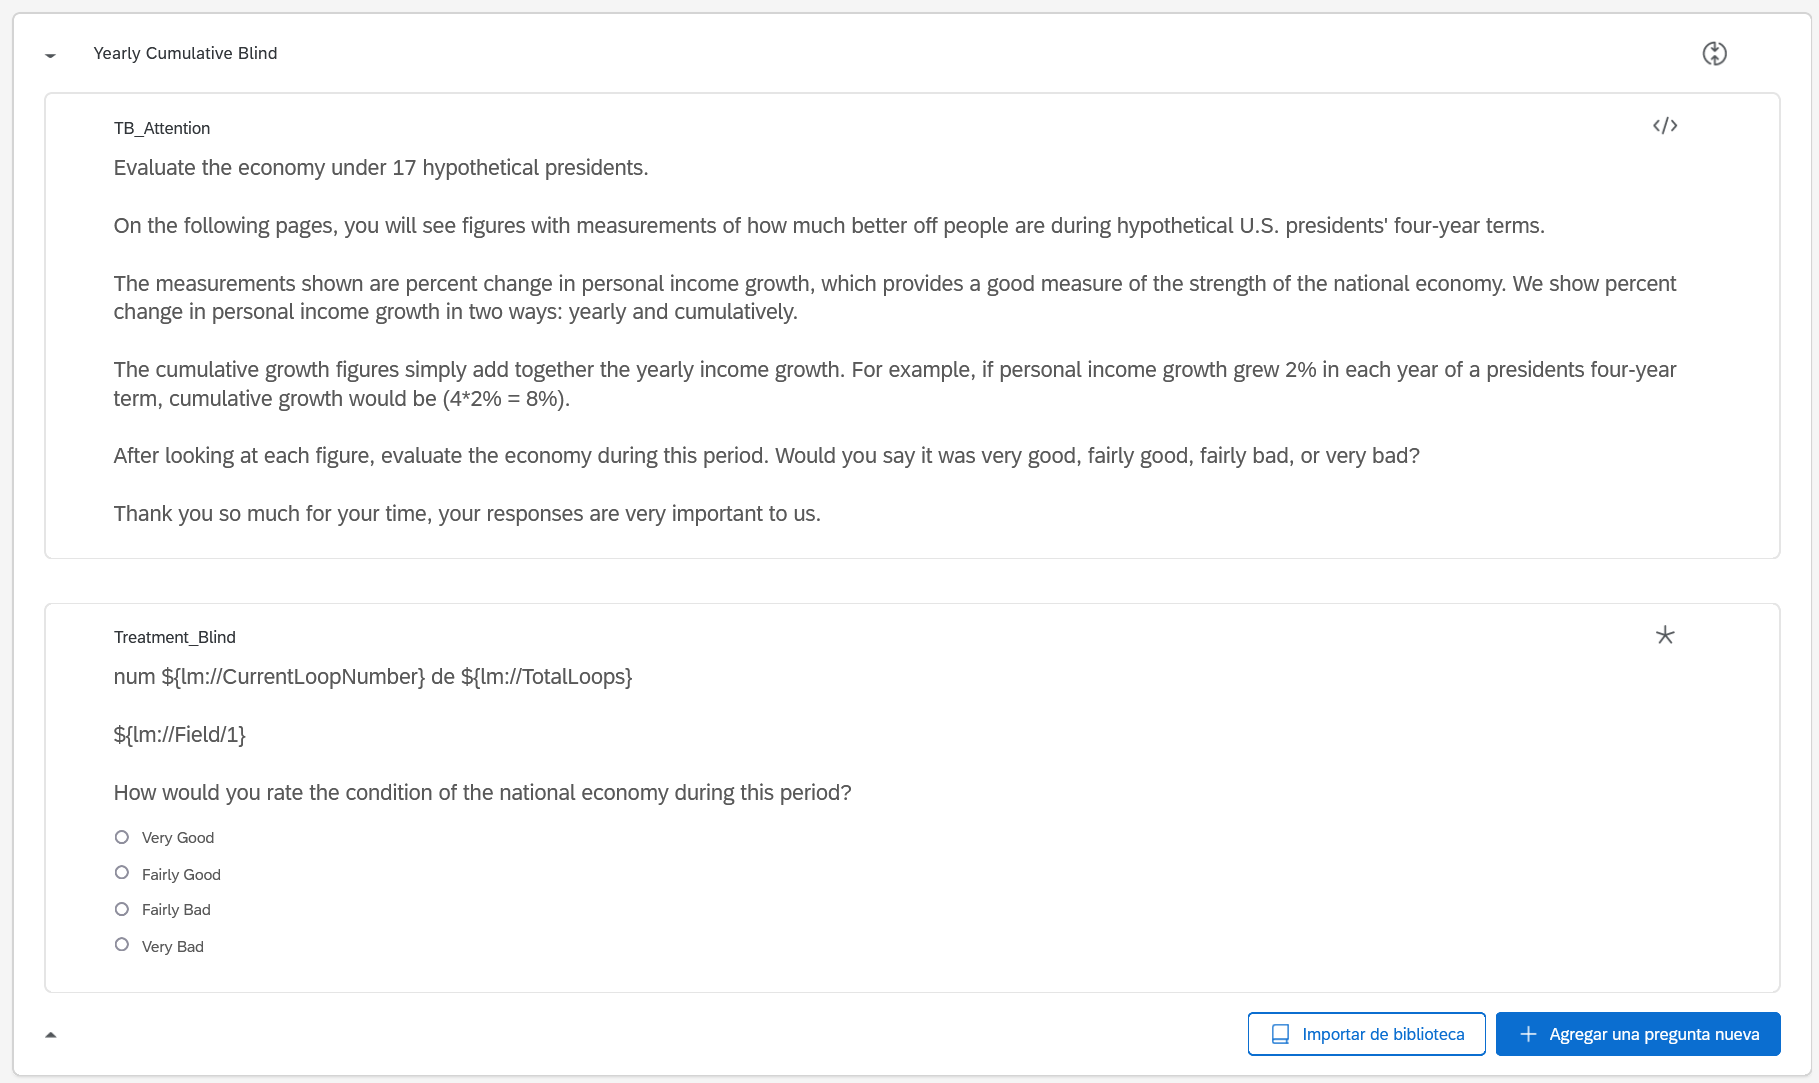 Yearly Cumulative Blind
TB_Attention
</>
Evaluate the economy under 17 hypothetical presidents.
On the following pages, you will see figures with measurements of how much better off people are during hypothetical U.S. presidents' four-year terms.
The measurements shown are percent change in personal income growth, which provides a good measure of the strength of the national economy. We show percent
change in personal income growth in two ways: yearly and cumulatively.
The cumulative growth figures simply add together the yearly income growth. For example, if personal income growth grew 2% in each year of a presidents four-year
term, cumulative growth would be (4*2% = 8%).
After looking at each figure, evaluate the economy during this period. Would you say it was very good, fairly good, fairly bad, or very bad?
Thank you so much for your time, your responses are very important to us.
Treatment_Blind
num ${lm://CurrentLoopNumber} de ${lm://TotalLoops}
${lm://Field/1}
How would you rate the condition of the national economy during this period?
Very Good
Fairly Good
Fairly Bad
Very Bad
Importar de biblioteca
Agregar una pregunta nueva